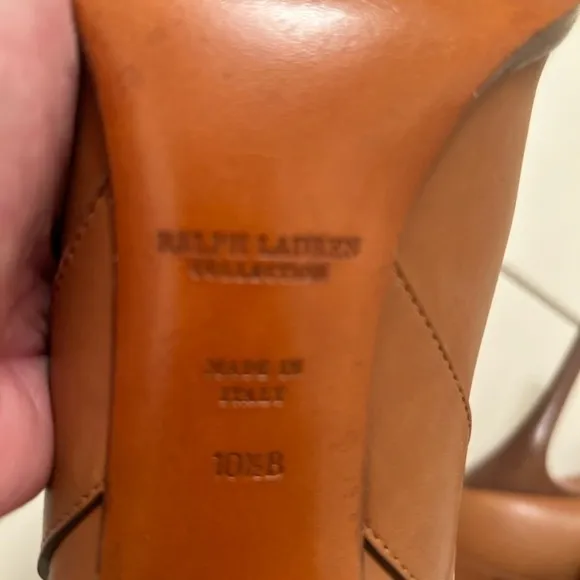 RALPH LAUREN
COLLECTION
MADE IN
ITALY
10½B